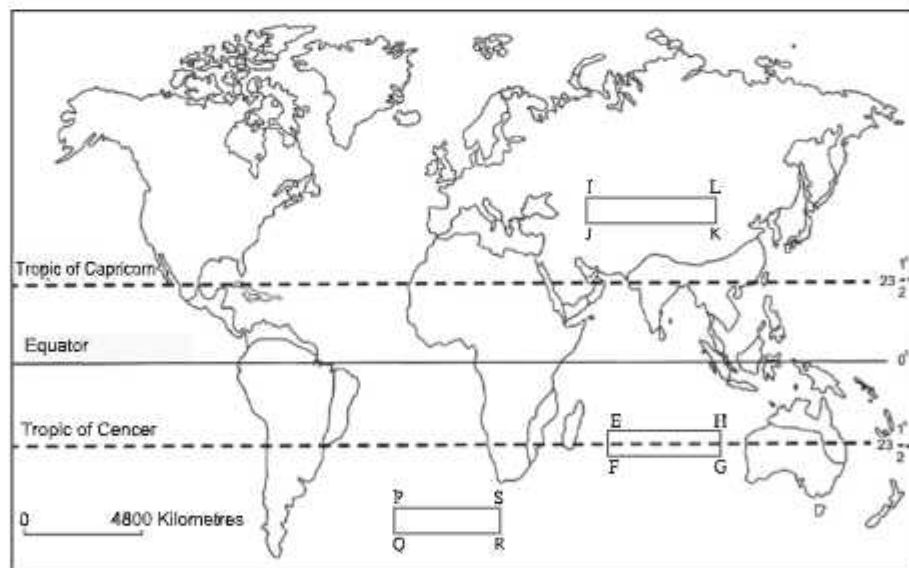 I L
J K
Tropic of Capricorn
23 1° 2
Equator
0°
Tropic of Cencer
E H
23 1° 2
F G
P S
0 4800 Kilometres
Q R